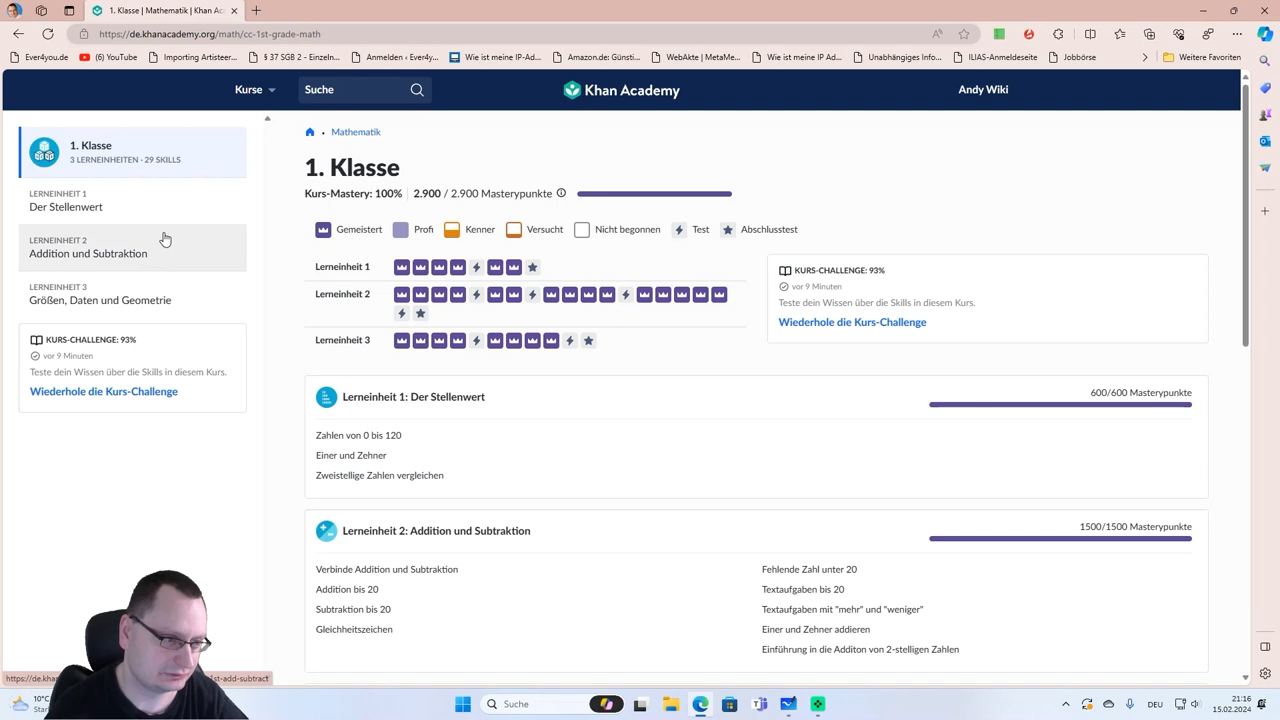 1. Klasse | Mathematik | Khan Ac
https://de.khanacademy.org/math/cc-1st-grade-math
Ever4you.de
(6) YouTube
Importing Artisteer...
§ 37 SGB 2 - Einzeln...
Anmelden ‹ Ever4y...
Wie ist meine IP-Ad...
Amazon.de: Günsti...
WebAkte | MetaMe...
Wie ist meine IP-Ad...
Unabhängiges, Info...
ILIAS-Anmeldeseite
Jobbörse
Weitere Favoriten
Kurse
Suche
Khan Academy
Andy Wiki
1. Klasse
3 LERNEINHEITEN · 29 SKILLS
LERNEINHEIT 1
Der Stellenwert
LERNEINHEIT 2
Addition und Subtraktion
LERNEINHEIT 3
Größen, Daten und Geometrie
KURS-CHALLENGE: 93%
vor 9 Minuten
Teste dein Wissen über die Skills in diesem Kurs.
Wiederhole die Kurs-Challenge
Mathematik
1. Klasse
Kurs-Mastery: 100% 2.900 / 2.900 Masterypunkte
Gemeistert Profi Kenner Versucht Nicht begonnen Test Abschlusstest
Lerneinheit 1
Lerneinheit 2
Lerneinheit 3
KURS-CHALLENGE: 93%
vor 9 Minuten
Teste dein Wissen über die Skills in diesem Kurs.
Wiederhole die Kurs-Challenge
Lerneinheit 1: Der Stellenwert
600/600 Masterypunkte
Zahlen von 0 bis 120
Einer und Zehner
Zweistellige Zahlen vergleichen
Lerneinheit 2: Addition und Subtraktion
1500/1500 Masterypunkte
Verbinde Addition und Subtraktion
Addition bis 20
Subtraktion bis 20
Gleichheitszeichen
Fehlende Zahl unter 20
Textaufgaben bis 20
Textaufgaben mit "mehr" und "weniger"
Einer und Zehner addieren
Einführung in die Additon von 2-stelligen Zahlen
https://de.kh
1st-add-subtract
10°C
Suche
DEU
21:16
15.02.2024